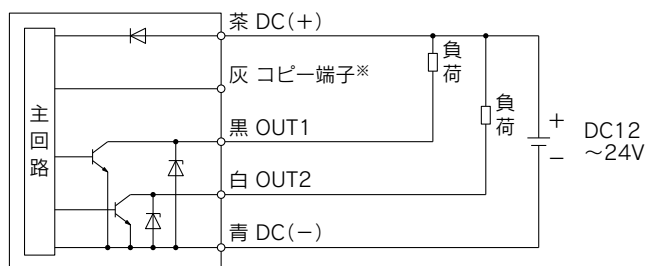 茶 DC(+)
灰 コピー端子※
黒 OUT1
白 OUT2
青 DC(−)
主回路
負荷
負荷
+
−
DC12
～24V